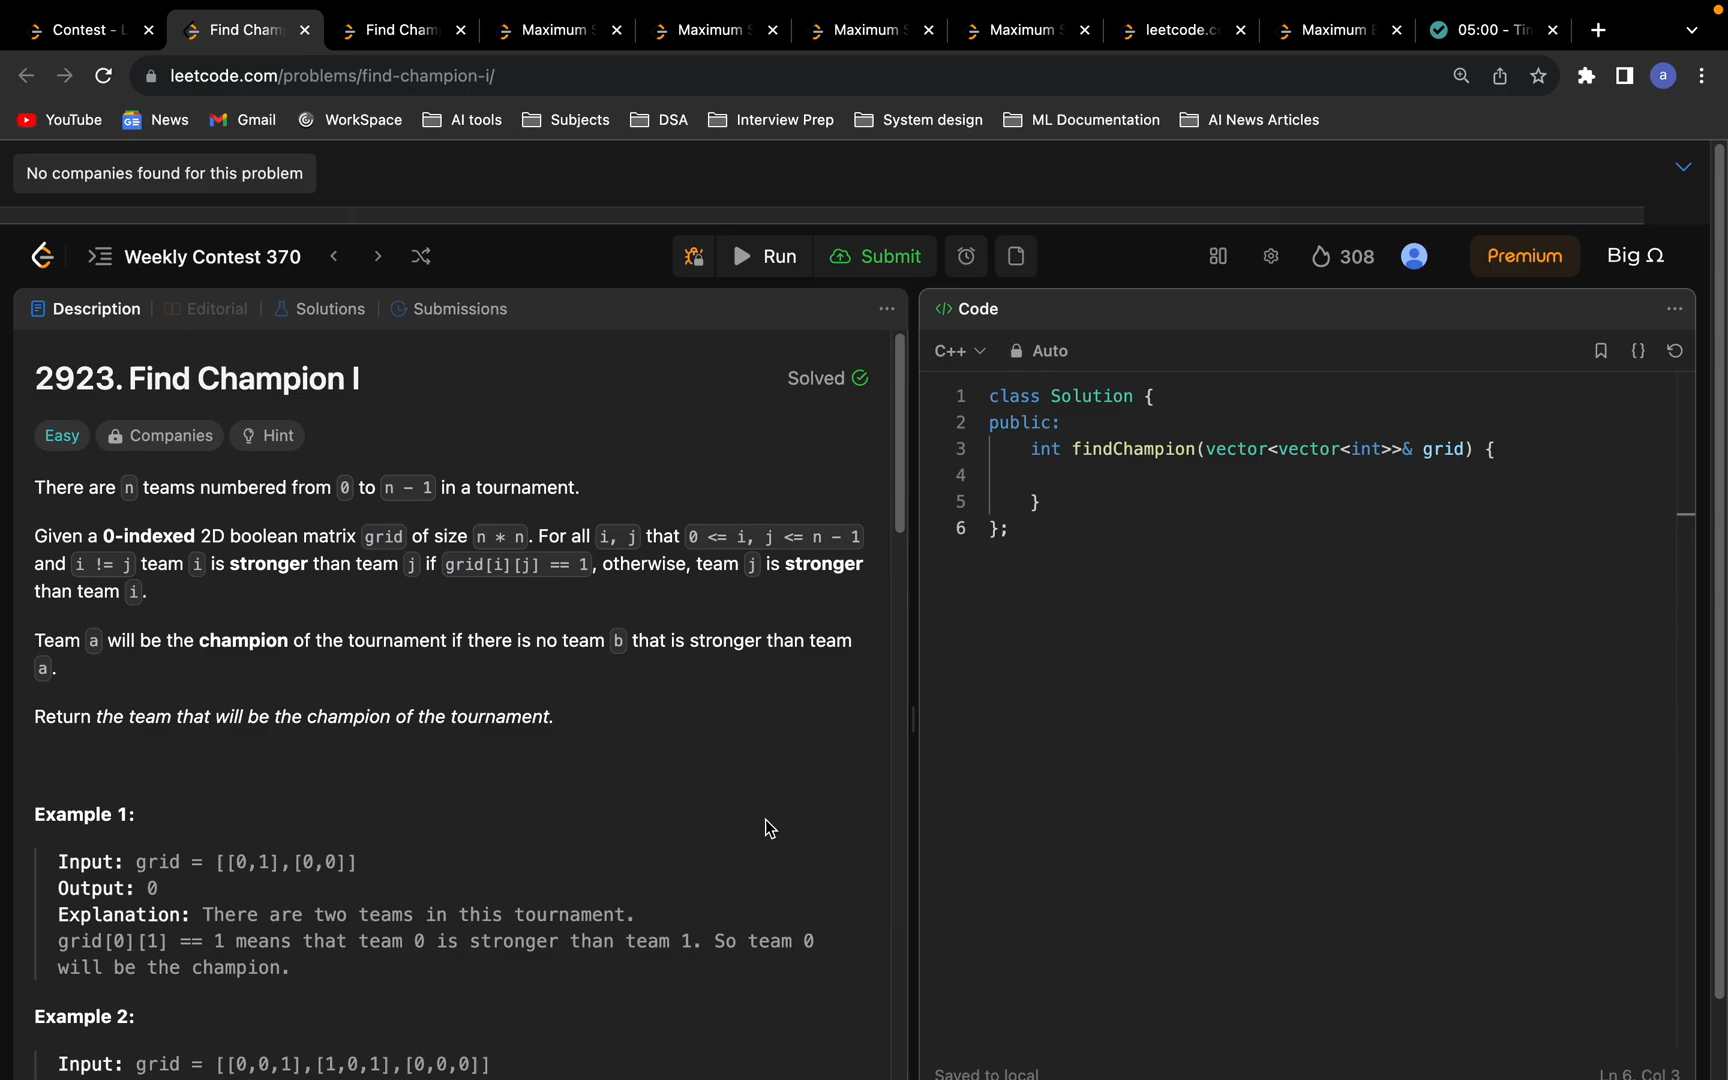 Contest - L
Find Cham
Find Cham
Maximum S
Maximum S
Maximum S
Maximum S
leetcode.c
Maximum E
05:00 - Tim
leetcode.com/problems/find-champion-i/
a
YouTube
News
Gmail
WorkSpace
AI tools
Subjects
DSA
Interview Prep
System design
ML Documentation
AI News Articles
No companies found for this problem
Weekly Contest 370
Run
Submit
308
Premium
Big Ω
Description
Editorial
Solutions
Submissions
2923. Find Champion I
Solved
Easy
Companies
Hint
There are n teams numbered from 0 to n - 1 in a tournament.
Given a 0-indexed 2D boolean matrix grid of size n * n. For all i, j that 0 <= i, j <= n - 1
and i != j team i is stronger than team j if grid[i][j] == 1, otherwise, team j is stronger
than team i.
Team a will be the champion of the tournament if there is no team b that is stronger than team
a.
Return the team that will be the champion of the tournament.
Example 1:
Input: grid = [[0,1],[0,0]]
Output: 0
Explanation: There are two teams in this tournament.
grid[0][1] == 1 means that team 0 is stronger than team 1. So team 0
will be the champion.
Example 2:
Input: grid = [[0,0,1],[1,0,1],[0,0,0]]
</> Code
C++
Auto
{}
1 class Solution {
2 public:
3 int findChampion(vector<vector<int>>& grid) {
4
5 }
6 };
Saved to local
Ln 6, Col 3